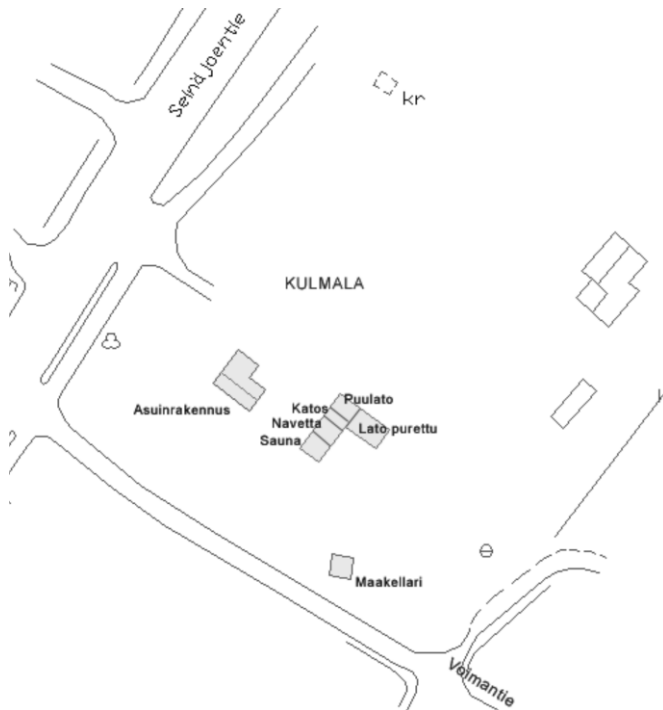 Seinäjoentie
kr
KULMALA
Asuinrakennus
Puulato
Katos
Navetta
Lato purettu
Sauna
Maakellari
Voimantie